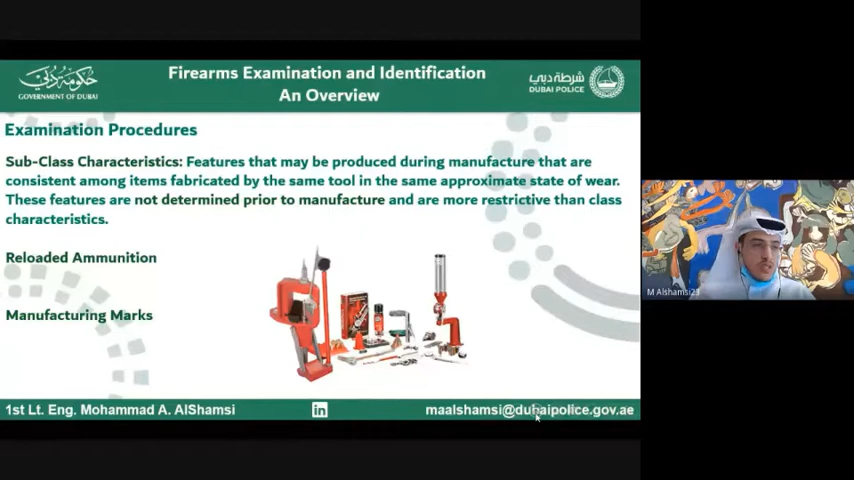 حكومة دبي
GOVERNMENT OF DUBAI
Firearms Examination and Identification
An Overview
شرطة دبي
DUBAI POLICE
Examination Procedures
Sub-Class Characteristics: Features that may be produced during manufacture that are
consistent among items fabricated by the same tool in the same approximate state of wear.
These features are not determined prior to manufacture and are more restrictive than class
characteristics.
Reloaded Ammunition
Manufacturing Marks
1st Lt. Eng. Mohammad A. AlShamsi
in
maalshamsi@dubaipolice.gov.ae
M Alshamsi23